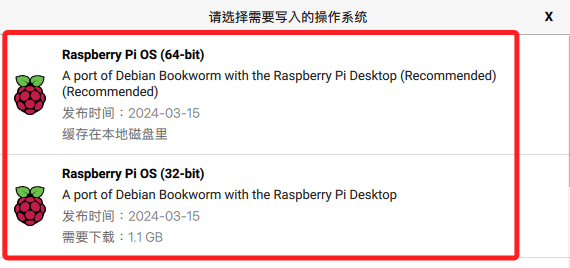 请选择需要写入的操作系统 X
Raspberry Pi OS (64-bit)
A port of Debian Bookworm with the Raspberry Pi Desktop (Recommended)
(Recommended)
发布时间：2024-03-15
缓存在本地磁盘里
Raspberry Pi OS (32-bit)
A port of Debian Bookworm with the Raspberry Pi Desktop
发布时间：2024-03-15
需要下载：1.1 GB